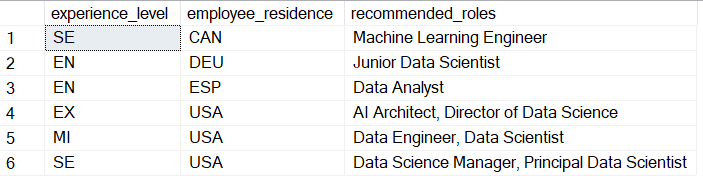 experience_level employee_residence recommended_roles
1 SE CAN Machine Learning Engineer
2 EN DEU Junior Data Scientist
3 EN ESP Data Analyst
4 EX USA AI Architect, Director of Data Science
5 MI USA Data Engineer, Data Scientist
6 SE USA Data Science Manager, Principal Data Scientist